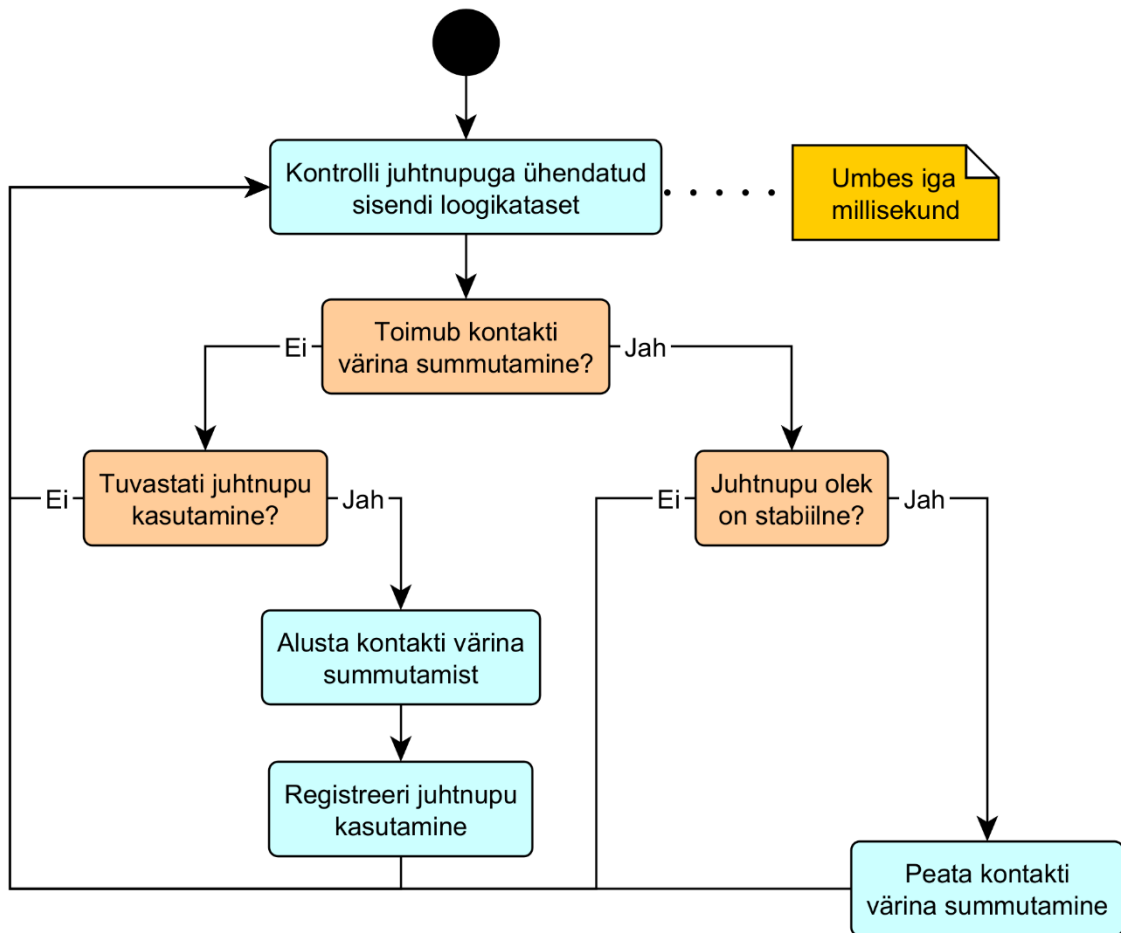 Kontrolli juhtnupuga ühendatud
sisendi loogikataset
Umbes iga
millisekund
Toimub kontakti
värina summutamine?
Ei
Jah
Tuvastati juhtnupu
kasutamine?
Ei
Jah
Juhtnupu olek
on stabiilne?
Ei
Jah
Alusta kontakti värina
summutamist
Registreeri juhtnupu
kasutamine
Peata kontakti
värina summutamine